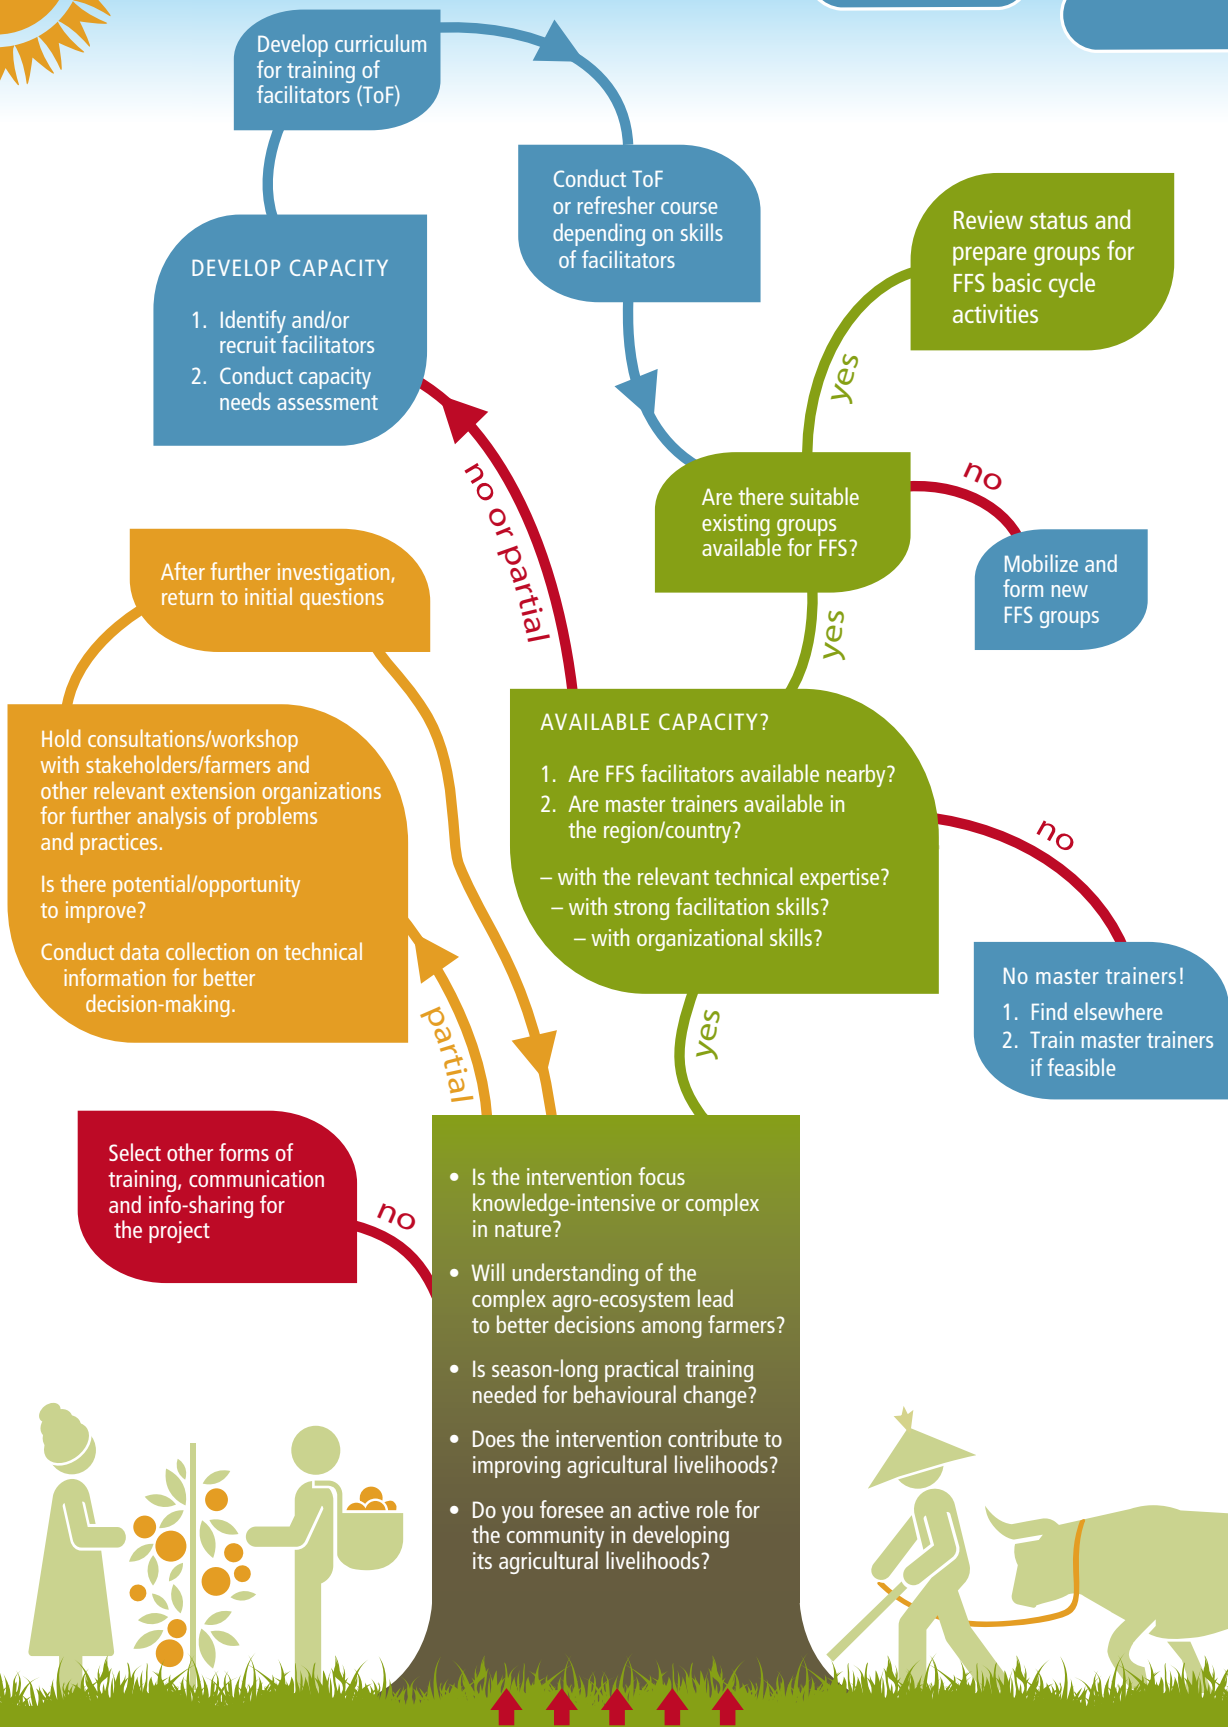 Develop curriculum
for training of
facilitators (ToF)
Conduct ToF
or refresher course
depending on skills
of facilitators
Review status and
prepare groups for
FFS basic cycle
activities
DEVELOP CAPACITY
1. Identify and/or
recruit facilitators
2. Conduct capacity
needs assessment
yes
no
no or partial
Are there suitable
existing groups
available for FFS?
Mobilize and
form new
FFS groups
After further investigation,
return to initial questions
yes
Hold consultations/workshop
with stakeholders/farmers and
other relevant extension organizations
for further analysis of problems
and practices.
Is there potential/opportunity
to improve?
Conduct data collection on technical
information for better
decision-making.
AVAILABLE CAPACITY?
1. Are FFS facilitators available nearby?
2. Are master trainers available in
the region/country?
– with the relevant technical expertise?
– with strong facilitation skills?
– with organizational skills?
no
No master trainers!
1. Find elsewhere
2. Train master trainers
if feasible
partial
yes
Select other forms of
training, communication
and info-sharing for
the project
no
• Is the intervention focus
knowledge-intensive or complex
in nature?
• Will understanding of the
complex agro-ecosystem lead
to better decisions among farmers?
• Is season-long practical training
needed for behavioural change?
• Does the intervention contribute to
improving agricultural livelihoods?
• Do you foresee an active role for
the community in developing
its agricultural livelihoods?